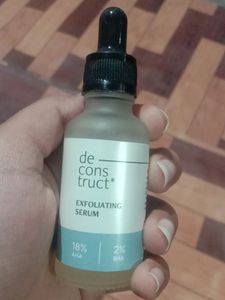 de
cons
truct*
EXFOLIATING
SERUM
18% 2%
AHA BHA